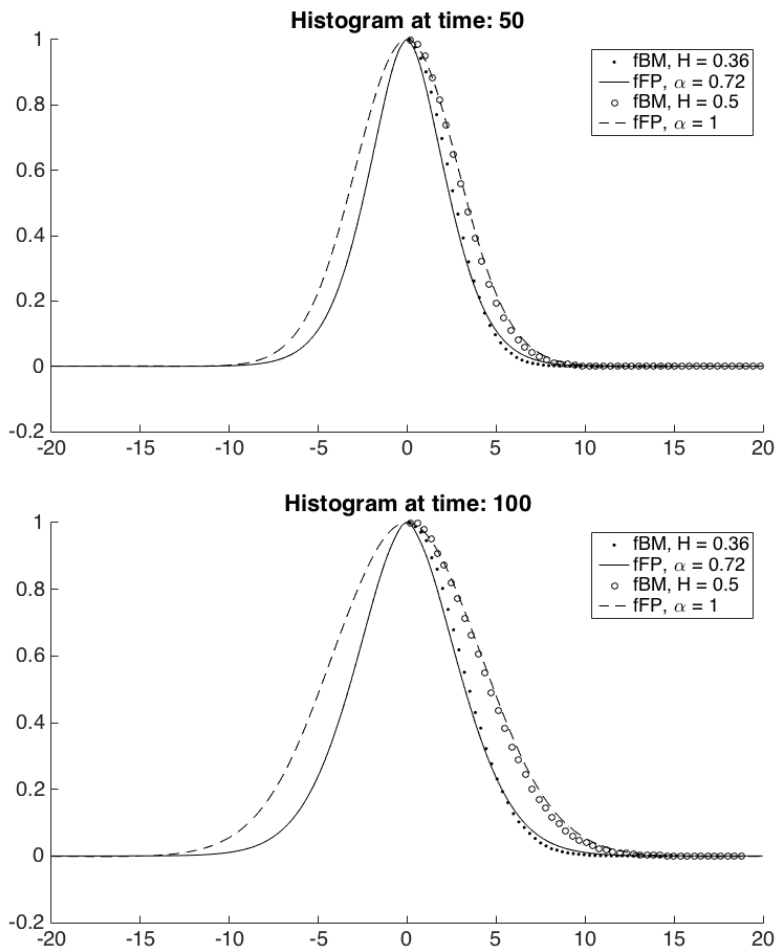 Histogram at time: 50
1
0.8
0.6
0.4
0.2
0
-0.2
-20 -15 -10 -5 0 5 10 15 20
fBM, H = 0.36
fFP, α = 0.72
fBM, H = 0.5
fFP, α = 1
Histogram at time: 100
1
0.8
0.6
0.4
0.2
0
-0.2
-20 -15 -10 -5 0 5 10 15 20
fBM, H = 0.36
fFP, α = 0.72
fBM, H = 0.5
fFP, α = 1